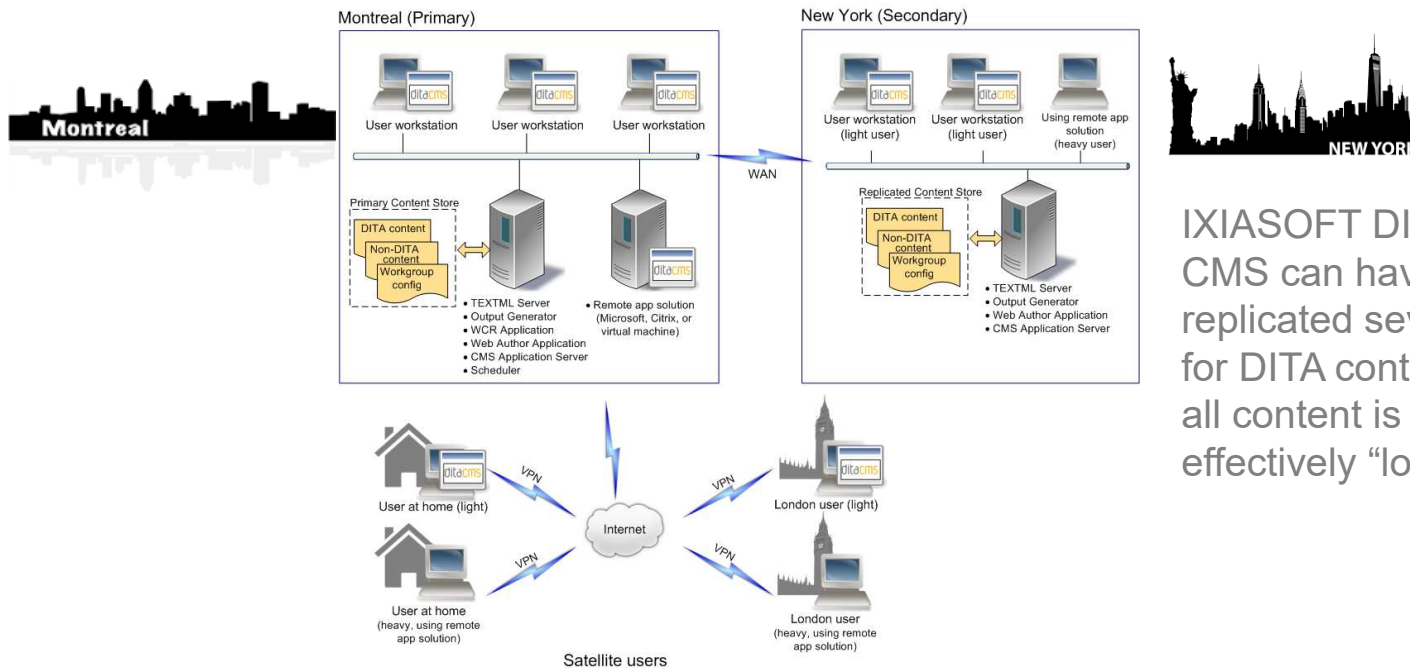 Montreal (Primary)
New York (Secondary)
Montreal
NEW YORK
ditacms
ditacms
ditacms
User workstation
User workstation
User workstation
ditacms
ditacms
User workstation
(light user)
User workstation
(light user)
Using remote app
solution
(heavy user)
WAN
Primary Content Store
DITA content
Non-DITA
content
Workgroup
config
• TEXTML Server
• Output Generator
• WCR Application
• Web Author Application
• CMS Application Server
• Scheduler
ditacms
• Remote app solution
(Microsoft, Citrix, or
virtual machine)
Replicated Content Store
DITA content
Non-DITA
content
Workgroup
config
• TEXTML Server
• Output Generator
• Web Author Application
• CMS Application Server
IXIASOFT DI
CMS can hav
replicated sev
for DITA cont
all content is
effectively “lo
ditacms
User at home (light)
VPN
VPN
ditacms
London user (light)
Internet
VPN
VPN
User at home
(heavy, using remote
app solution)
London user
(heavy, using remote
app solution)
Satellite users